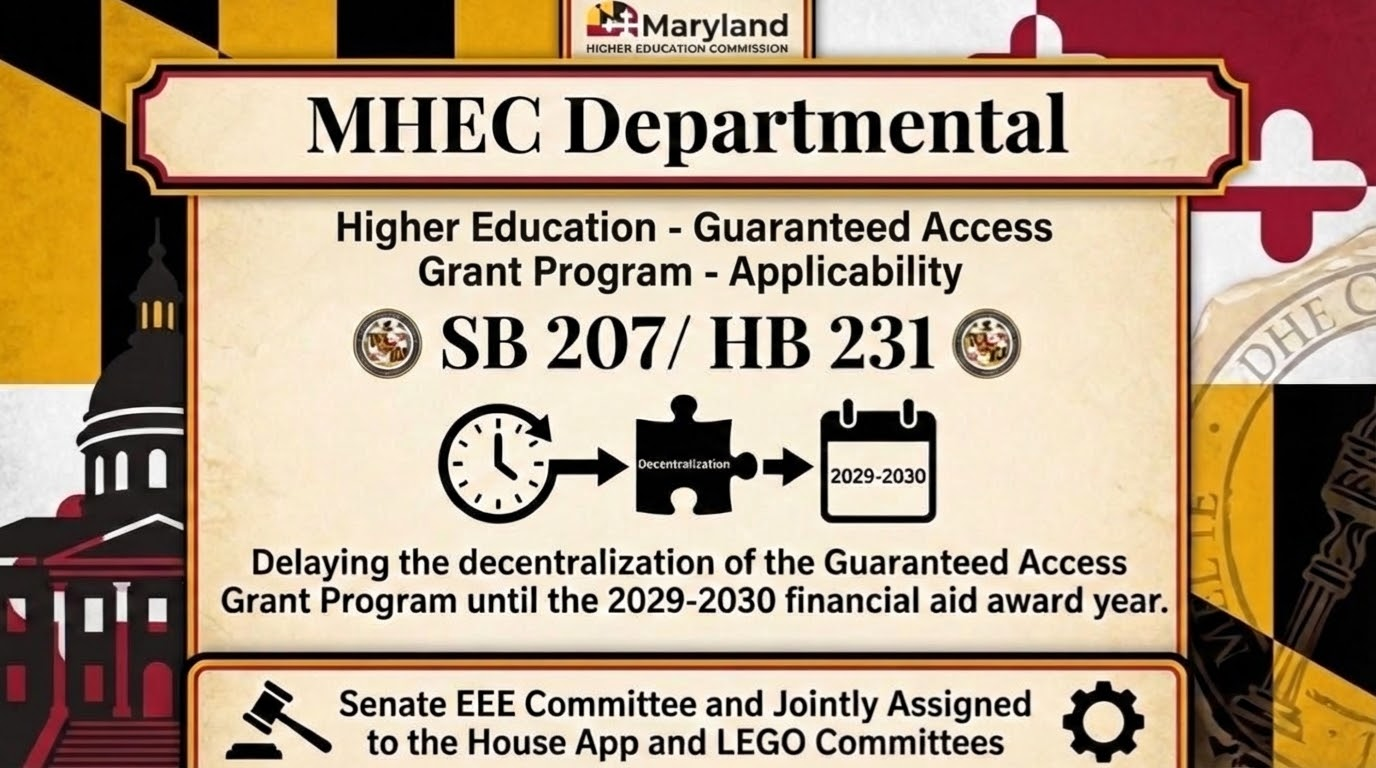 Maryland
HIGHER EDUCATION COMMISSION
MHEC Departmental
Higher Education - Guaranteed Access
Grant Program - Applicability
SB 207/ HB 231
Decentralization
2029-2030
Delaying the decentralization of the Guaranteed Access
Grant Program until the 2029-2030 financial aid award year.
Senate EEE Committee and Jointly Assigned
to the House App and LEGO Committees